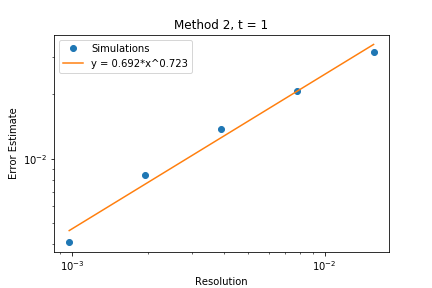 Method 2, t = 1
Simulations
y = 0.692*x^0.723
Error Estimate
10^-2
10^-3
10^-2
Resolution